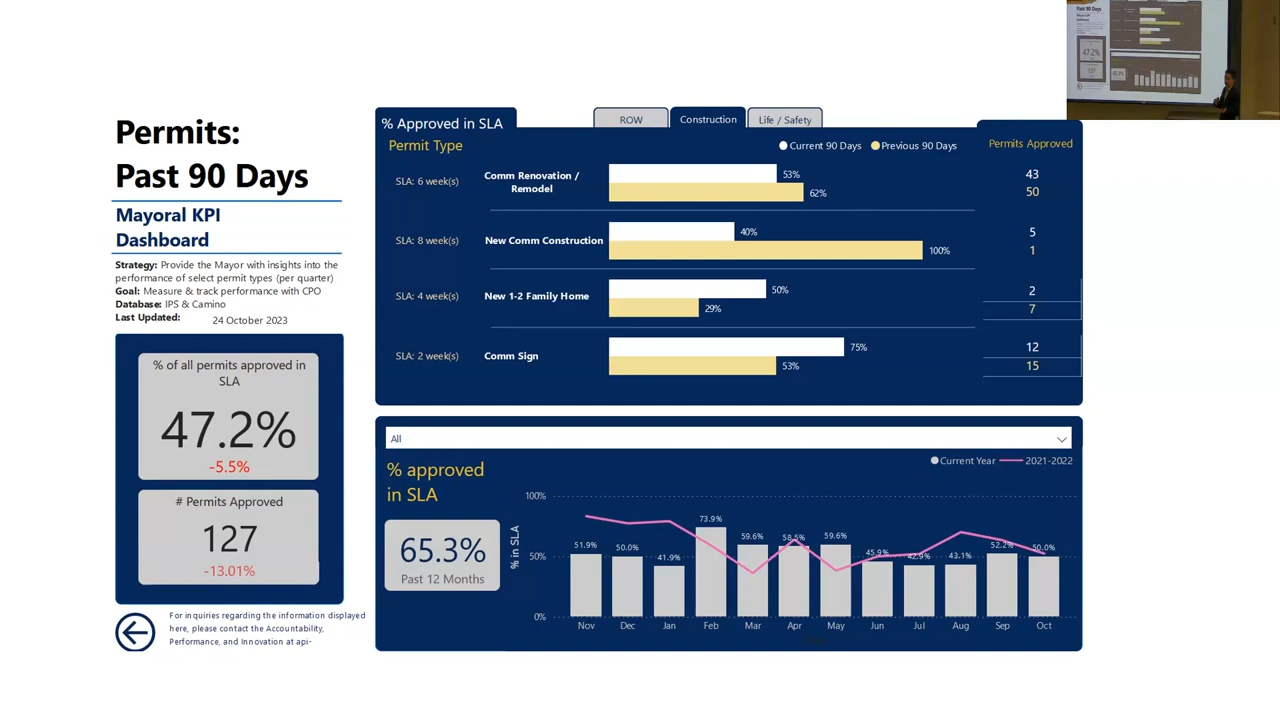 Permits:
Past 90 Days
Mayoral KPI
Dashboard
Strategy: Provide the Mayor with insights into the
performance of select permit types (per quarter)
Goal: Measure & track performance with CPO
Database: IPS & Camino
Last Updated: 24 October 2023
% of all permits approved in
SLA
47.2%
-5.5%
# Permits Approved
127
-13.01%
For inquiries regarding the information displayed
here, please contact the Accountability,
Performance, and Innovation at api-
% Approved in SLA
ROW
Construction
Life / Safety
Permit Type
Current 90 Days
Previous 90 Days
Permits Approved
SLA: 6 week(s)
Comm Renovation /
Remodel
53%
62%
43
50
SLA: 8 week(s)
New Comm Construction
40%
100%
5
1
SLA: 4 week(s)
New 1-2 Family Home
50%
29%
2
7
SLA: 2 week(s)
Comm Sign
75%
53%
12
15
All
% approved
in SLA
Current Year
2021-2022
65.3%
Past 12 Months
% in SLA
100%
50%
0%
51.9%
50.0%
41.9%
73.9%
59.6%
58.5%
59.6%
45.9%
42.9%
43.1%
52.2%
50.0%
Nov Dec Jan Feb Mar Apr May Jun Jul Aug Sep Oct
Past 90 Days
47.2%
127